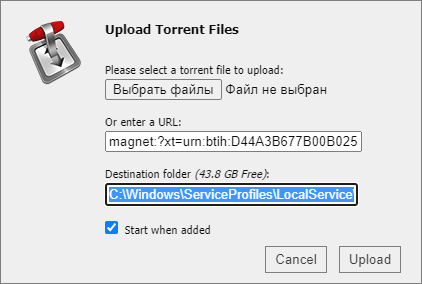 Upload Torrent Files
Please select a torrent file to upload:
Выбрать файлы Файл не выбран
Or enter a URL:
magnet:?xt=urn:btih:D44A3B677B00B025
Destination folder (43.8 GB Free):
C:\Windows\ServiceProfiles\LocalService
Start when added
Cancel Upload